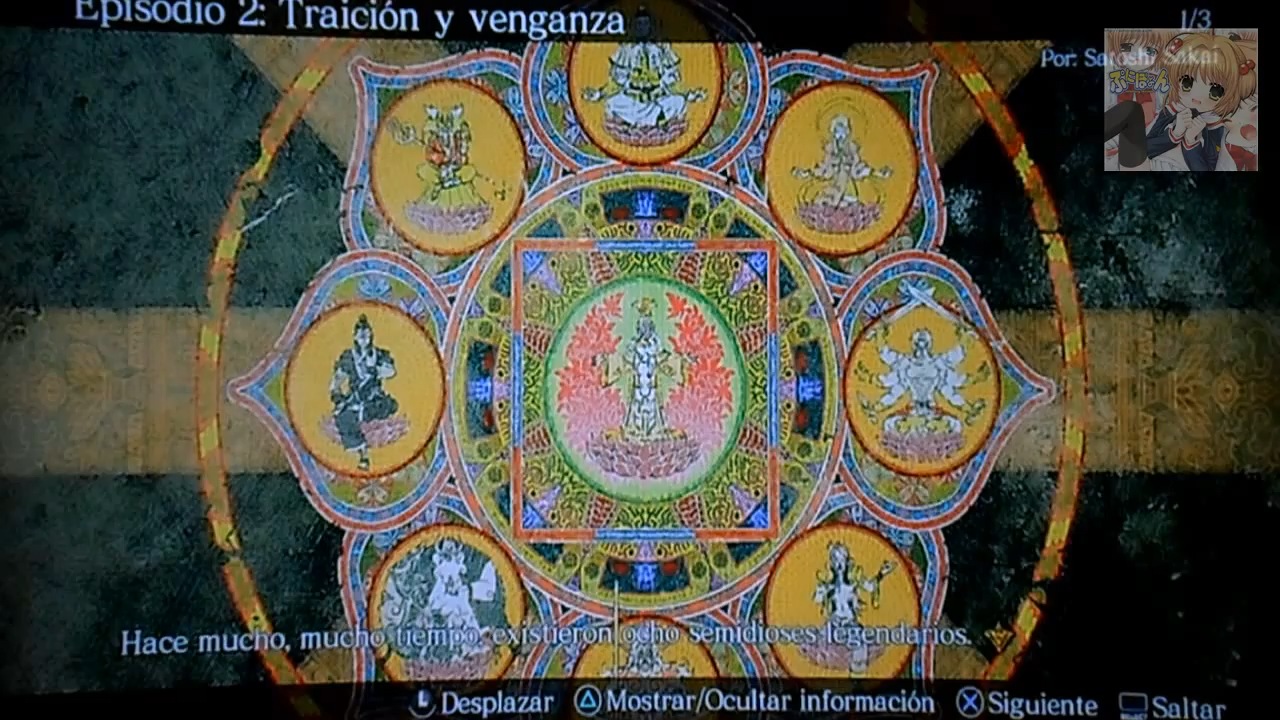 Episodio 2: Traición y venganza
1/3
Por: Satoshi Sakai
Hace mucho, mucho tiempo, existieron ocho semidioses legendarios.
L Desplazar
Mostrar/Ocultar información
Siguiente
Saltar